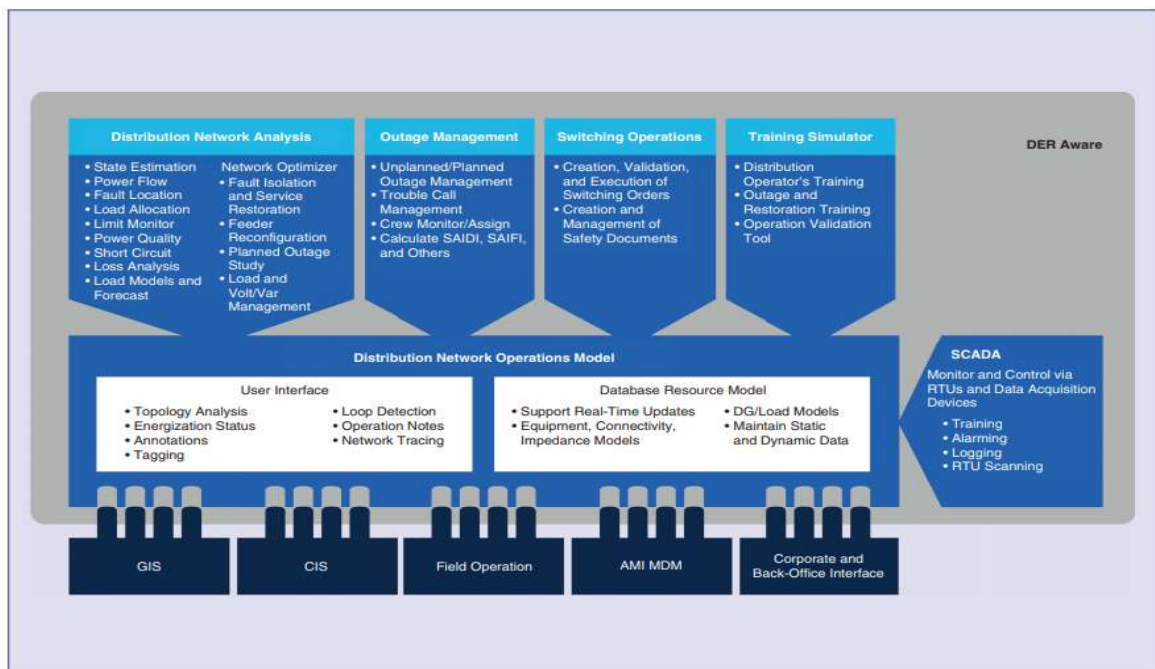 DER Aware
Distribution Network Analysis
• State Estimation
• Power Flow
• Fault Location
• Load Allocation
• Limit Monitor
• Power Quality
• Short Circuit
• Loss Analysis
• Load Models and
Forecast
Network Optimizer
• Fault Isolation
and Service
Restoration
• Feeder
Reconfiguration
• Planned Outage
Study
• Load and
Volt/Var
Management
Outage Management
• Unplanned/Planned
Outage Management
• Trouble Call
Management
• Crew Monitor/Assign
• Calculate SAIDI, SAIFI,
and Others
Switching Operations
• Creation, Validation,
and Execution of
Switching Orders
• Creation and
Management of
Safety Documents
Training Simulator
• Distribution
Operator's Training
• Outage and
Restoration Training
• Operation Validation
Tool
Distribution Network Operations Model
User Interface
• Topology Analysis
• Energization Status
• Annotations
• Tagging
• Loop Detection
• Operation Notes
• Network Tracing
Database Resource Model
• Support Real-Time Updates
• Equipment, Connectivity,
Impedance Models
• DG/Load Models
• Maintain Static
and Dynamic Data
SCADA
Monitor and Control via
RTUs and Data Acquisition
Devices
• Training
• Alarming
• Logging
• RTU Scanning
GIS
CIS
Field Operation
AMI MDM
Corporate and
Back-Office Interface